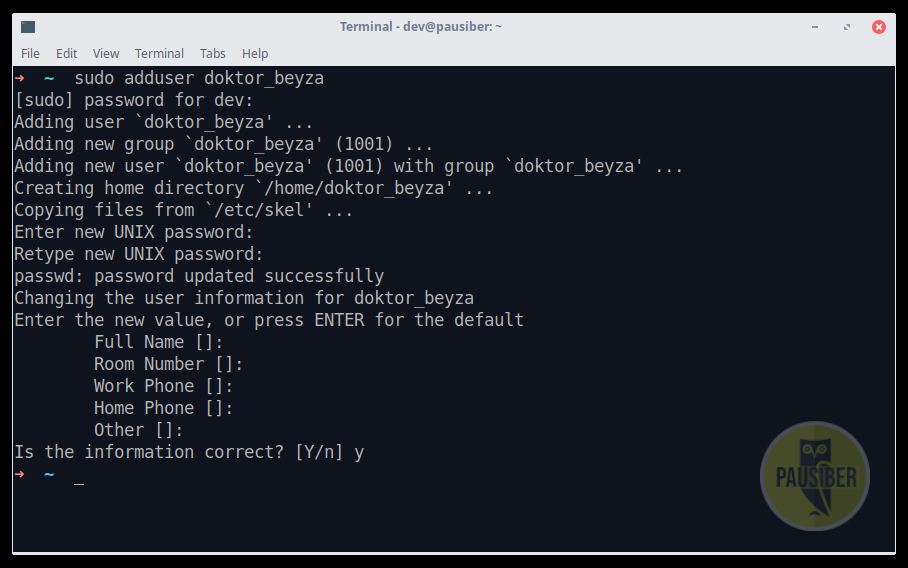 Terminal - dev@pausiber: ~
File Edit View Terminal Tabs Help
➜ ~ sudo adduser doktor_beyza
[sudo] password for dev:
Adding user `doktor_beyza' ...
Adding new group `doktor_beyza' (1001) ...
Adding new user `doktor_beyza' (1001) with group `doktor_beyza' ...
Creating home directory `/home/doktor_beyza' ...
Copying files from `/etc/skel' ...
Enter new UNIX password:
Retype new UNIX password:
passwd: password updated successfully
Changing the user information for doktor_beyza
Enter the new value, or press ENTER for the default
Full Name []:
Room Number []:
Work Phone []:
Home Phone []:
Other []:
Is the information correct? [Y/n] y
➜ ~ _
PAUSIBER